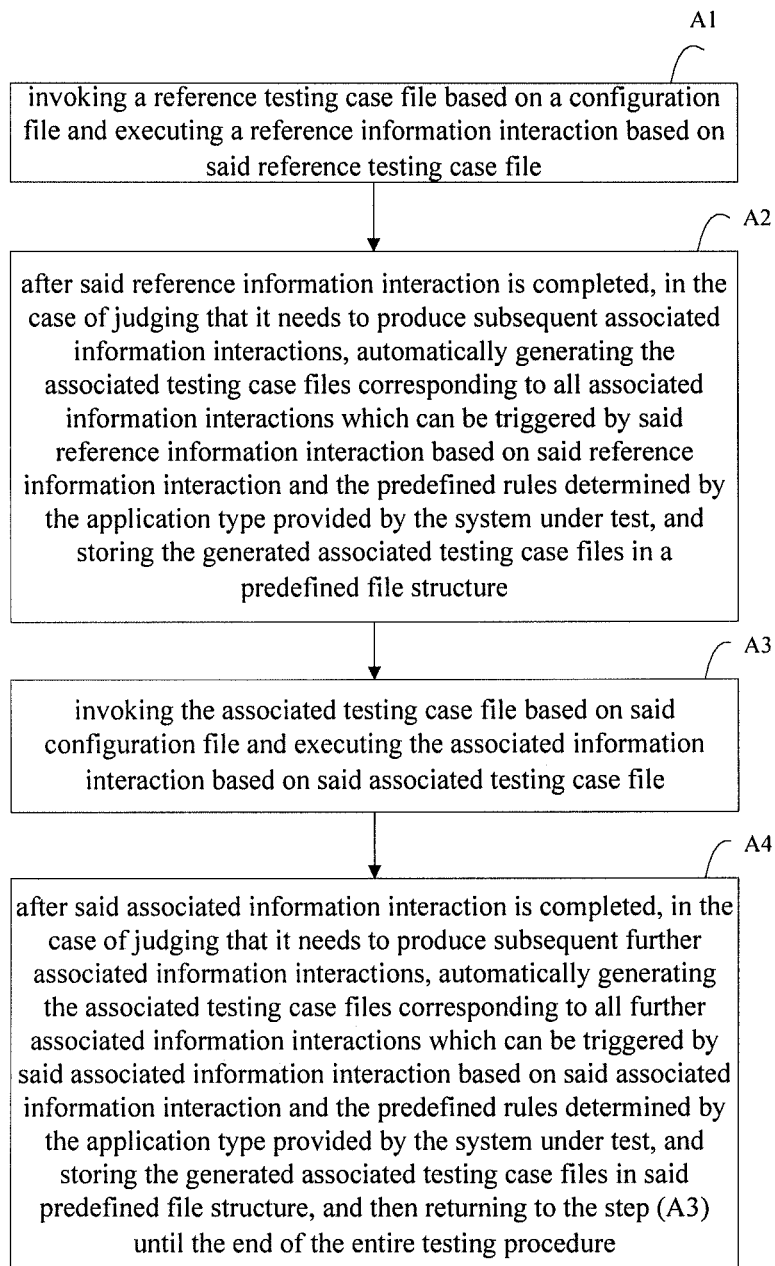 A1
invoking a reference testing case file based on a configuration
file and executing a reference information interaction based on
said reference testing case file
A2
after said reference information interaction is completed, in the
case of judging that it needs to produce subsequent associated
information interactions, automatically generating the
associated testing case files corresponding to all associated
information interactions which can be triggered by said
reference information interaction based on said reference
information interaction and the predefined rules determined by
the application type provided by the system under test, and
storing the generated associated testing case files in a
predefined file structure
A3
invoking the associated testing case file based on said
configuration file and executing the associated information
interaction based on said associated testing case file
A4
after said associated information interaction is completed, in the
case of judging that it needs to produce subsequent further
associated information interactions, automatically generating
the associated testing case files corresponding to all further
associated information interactions which can be triggered by
said associated information interaction based on said associated
information interaction and the predefined rules determined by
the application type provided by the system under test, and
storing the generated associated testing case files in said
predefined file structure, and then returning to the step (A3)
until the end of the entire testing procedure